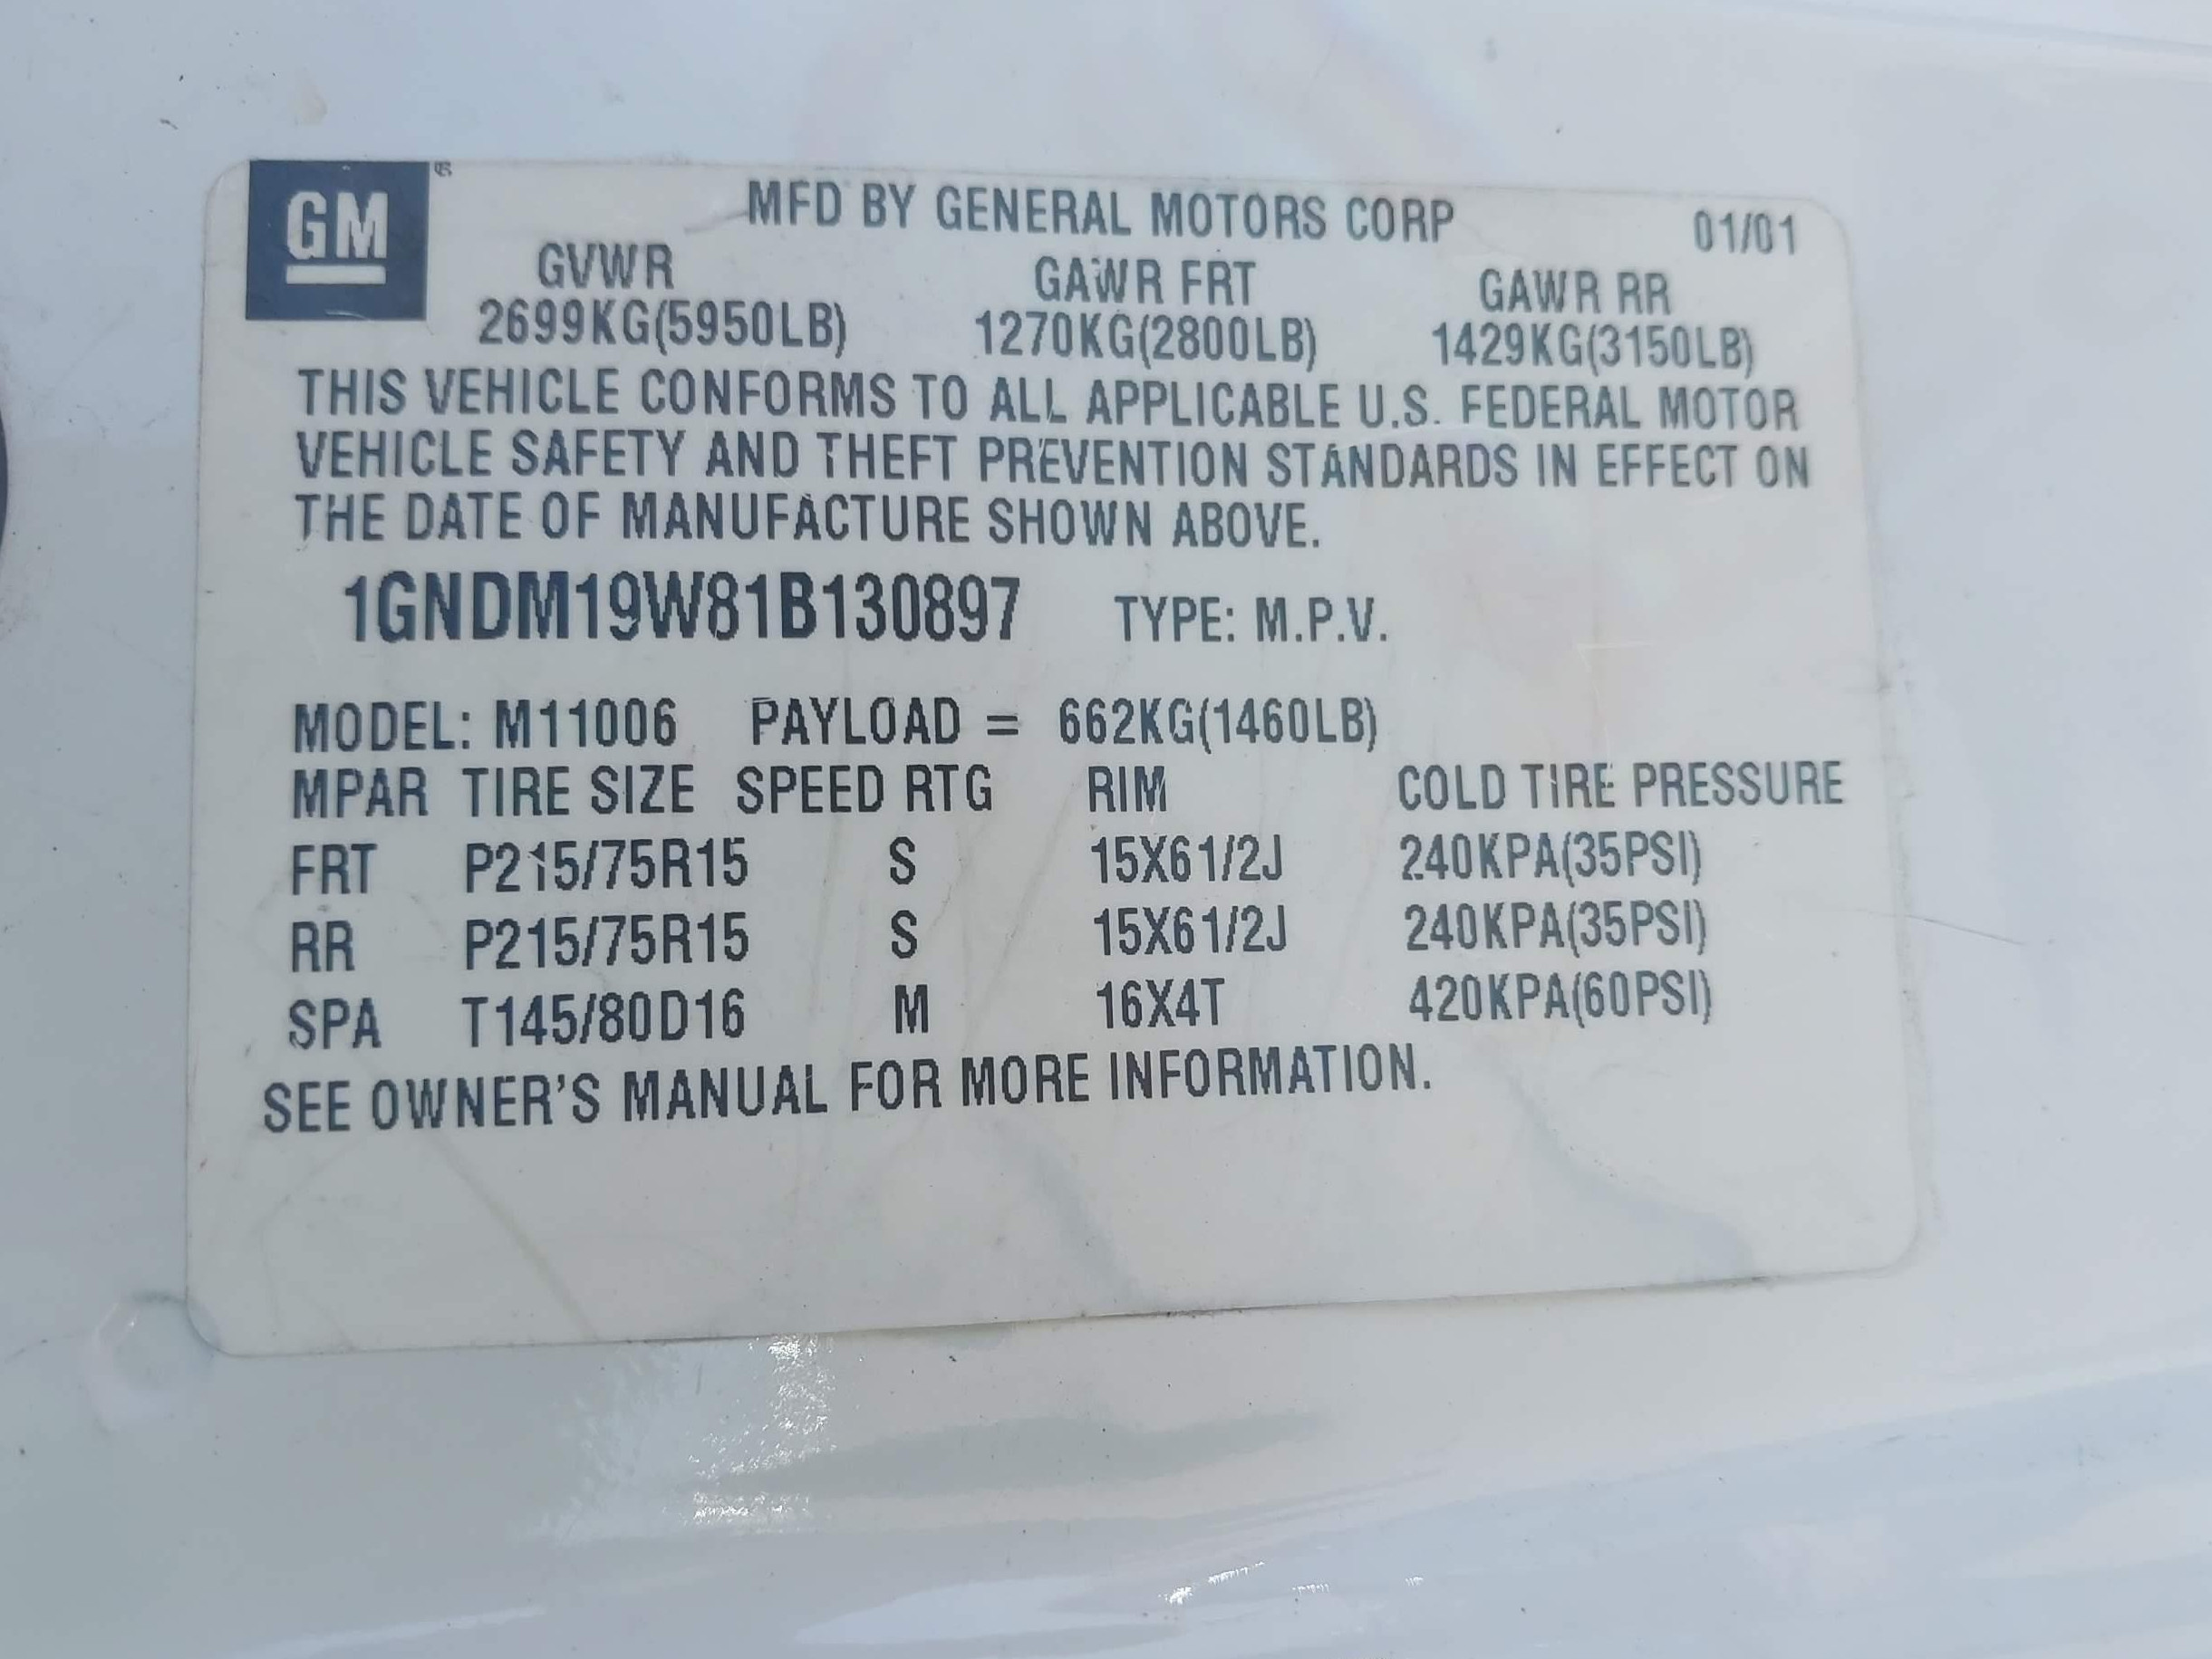 GM
MFD BY GENERAL MOTORS CORP 01/01
GVWR GAWR FRT GAWR RR
2699KG(5950LB) 1270KG(2800LB) 1429KG(3150LB)
THIS VEHICLE CONFORMS TO ALL APPLICABLE U.S. FEDERAL MOTOR
VEHICLE SAFETY AND THEFT PREVENTION STANDARDS IN EFFECT ON
THE DATE OF MANUFACTURE SHOWN ABOVE.
1GNDM19W81B130897 TYPE: M.P.V.
MODEL: M11006 PAYLOAD = 662KG(1460LB)
MPAR TIRE SIZE SPEED RTG RIM COLD TIRE PRESSURE
FRT P215/75R15 S 15X61/2J 240KPA(35PSI)
RR P215/75R15 S 15X61/2J 240KPA(35PSI)
SPA T145/80D16 M 16X4T 420KPA(60PSI)
SEE OWNER'S MANUAL FOR MORE INFORMATION.